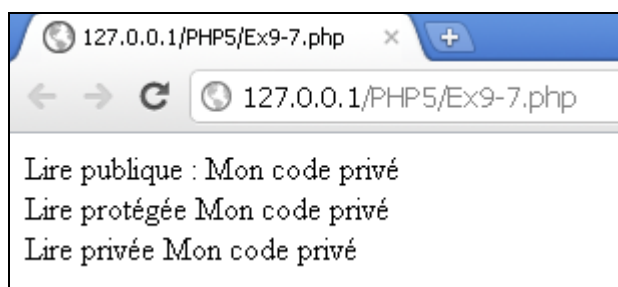 127.0.0.1/PHP5/Ex9-7.php
127.0.0.1/PHP5/Ex9-7.php
Lire publique : Mon code privé
Lire protégée Mon code privé
Lire privée Mon code privé